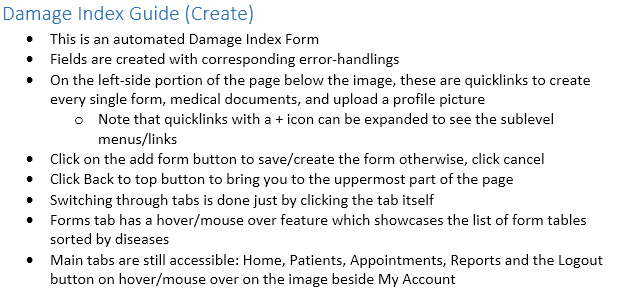 Damage Index Guide (Create)
• This is an automated Damage Index Form
• Fields are created with corresponding error-handlings
• On the left-side portion of the page below the image, these are quicklinks to create
every single form, medical documents, and upload a profile picture
o Note that quicklinks with a + icon can be expanded to see the sublevel
menus/links
• Click on the add form button to save/create the form otherwise, click cancel
• Click Back to top button to bring you to the uppermost part of the page
• Switching through tabs is done just by clicking the tab itself
• Forms tab has a hover/mouse over feature which showcases the list of form tables
sorted by diseases
• Main tabs are still accessible: Home, Patients, Appointments, Reports and the Logout
button on hover/mouse over on the image beside My Account